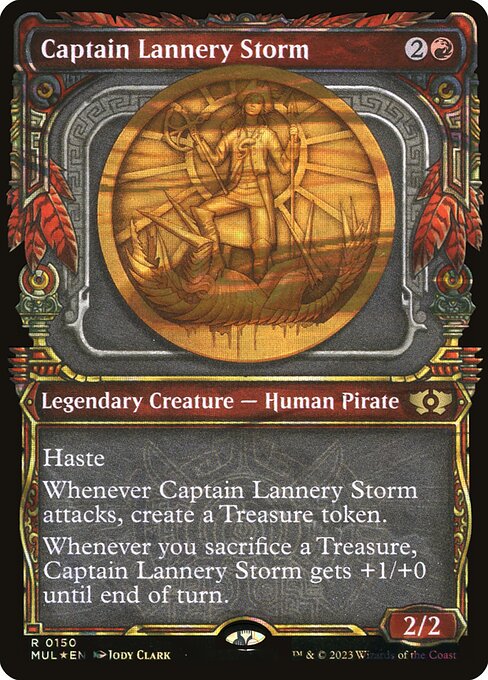 Captain Lannery Storm 2
Legendary Creature — Human Pirate
Haste
Whenever Captain Lannery Storm
attacks, create a Treasure token.
Whenever you sacrifice a Treasure,
Captain Lannery Storm gets +1/+0
until end of turn.
2/2
R 0150
MUL★EN Jody Clark
™ & © 2023 Wizards of the Coast